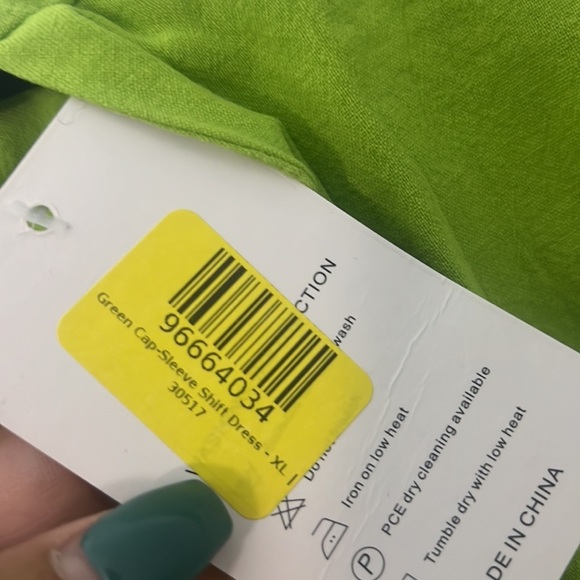 96664034
Green Cap-Sleeve Shift Dress - XL |
30517
CTION
wash
Iron on low heat
P
PCE dry cleaning available
Tumble dry with low heat
DE IN CHINA